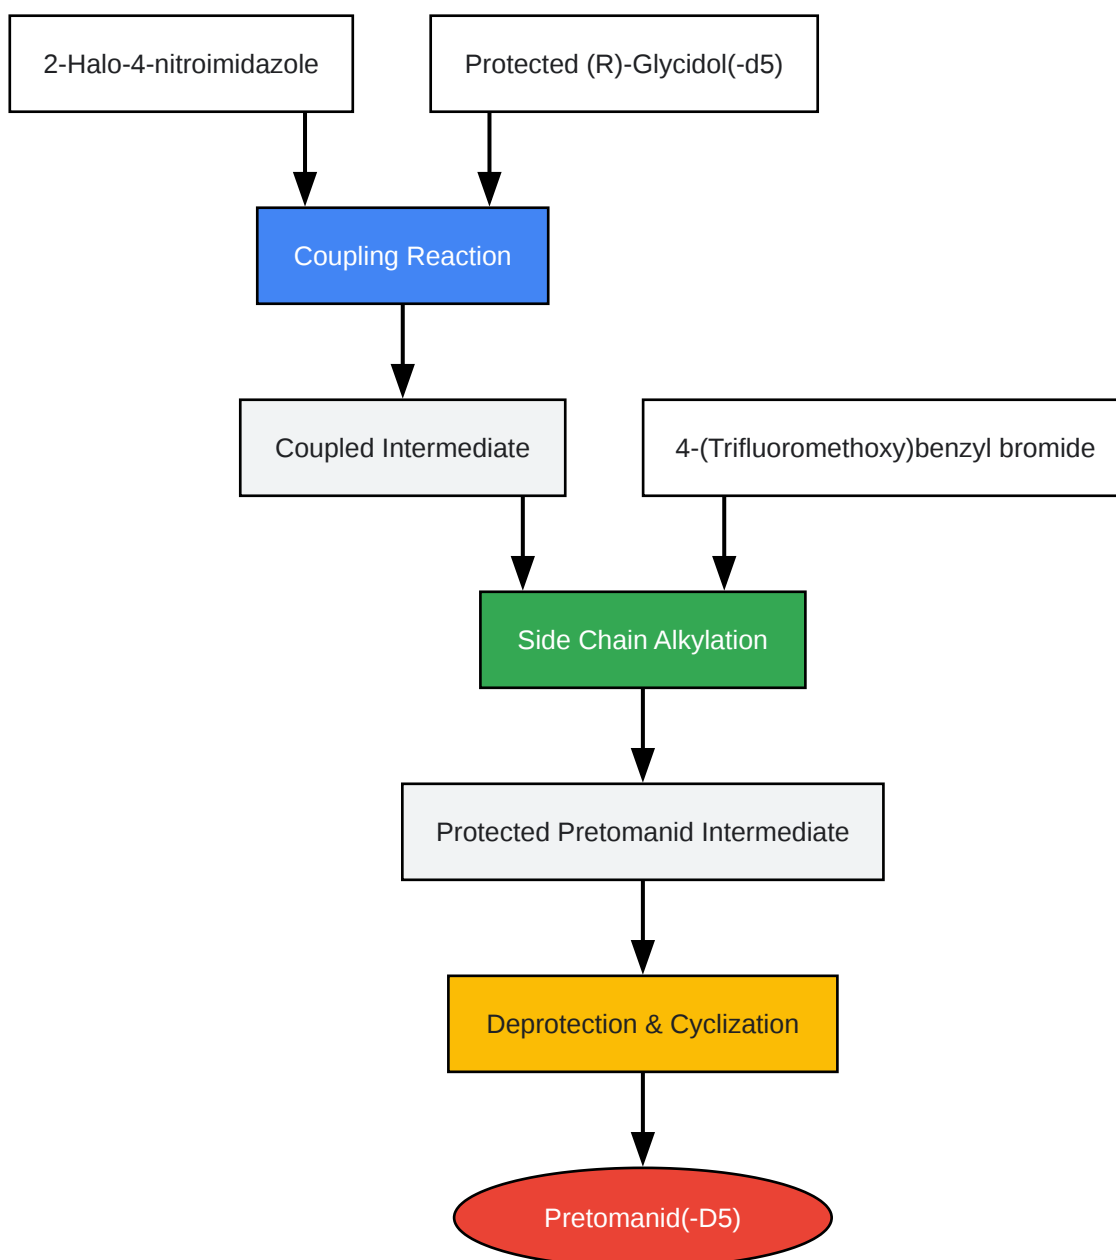 2-Halo-4-nitroimidazole
Protected (R)-Glycidol(-d5)
Coupling Reaction
Coupled Intermediate
4-(Trifluoromethoxy)benzyl bromide
Side Chain Alkylation
Protected Pretomanid Intermediate
Deprotection & Cyclization
Pretomanid(-D5)